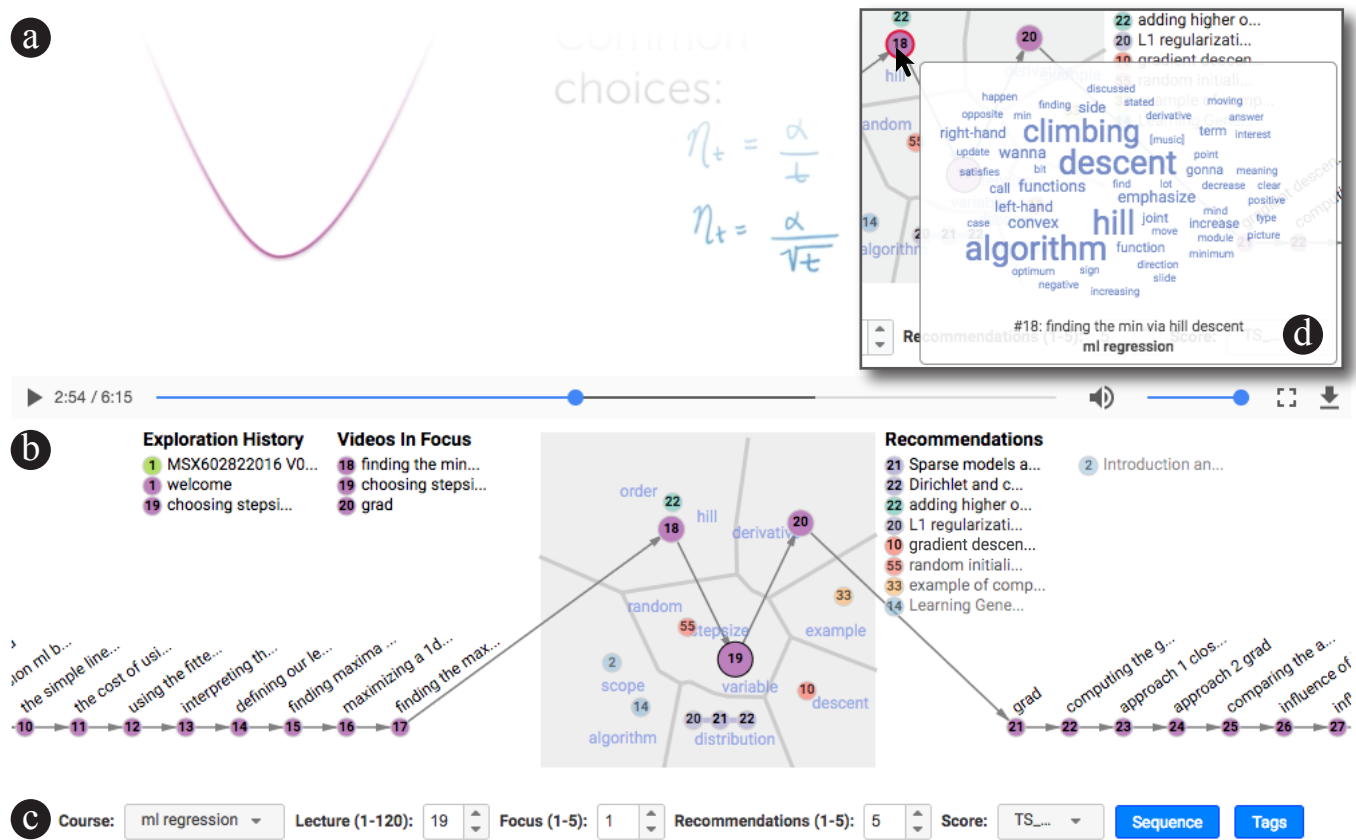 a
Common
choices:
η_t = α / t
η_t = α / √t
2:54 / 6:15
22
18
20
hill
andom
55
14
algorithm
22 adding higher o...
20 L1 regularizati...
10 gradient descen...
55 random initiali...
discussed
happen
finding
side
stated
moving
opposite
min
derivative
answer
right-hand
climbing
[music]
term
interest
update
wanna
descent
point
satisfies
bit
gonna
meaning
call
functions
find
lot
decrease
clear
emphasize
positive
left-hand
mind
type
case
convex
hill
joint
increase
move
module
picture
algorithm
function
minimum
optimum
sign
direction
slide
negative
increasing
#18: finding the min via hill descent
ml regression
Recommendations (1-5):
Score:
TS_...
d
b
Exploration History
1 MSX602822016 V0...
1 welcome
19 choosing stepsi...
Videos In Focus
18 finding the min...
19 choosing stepsi...
20 grad
order
22
hill
18
derivative
20
random
55
stepsize
33
example
19
2
scope
variable
10
descent
14
algorithm
20 21 22
distribution
Recommendations
21 Sparse models a...
22 Dirichlet and c...
22 adding higher o...
20 L1 regularizati...
10 gradient descen...
55 random initiali...
33 example of comp...
14 Learning Gene...
2 Introduction an...
sion ml b...
the simple line...
the cost of usi...
using the fitte...
interpreting th...
defining our le...
finding maxima ...
maximizing a 1d...
finding the max...
10 11 12 13 14 15 16 17
grad
computing the g...
approach 1 clos...
approach 2 grad
comparing the a...
influence of
inf
21 22 23 24 25 26 27
c
Course: ml regression Lecture (1-120): 19 Focus (1-5): 1 Recommendations (1-5): 5 Score: TS_... Sequence Tags